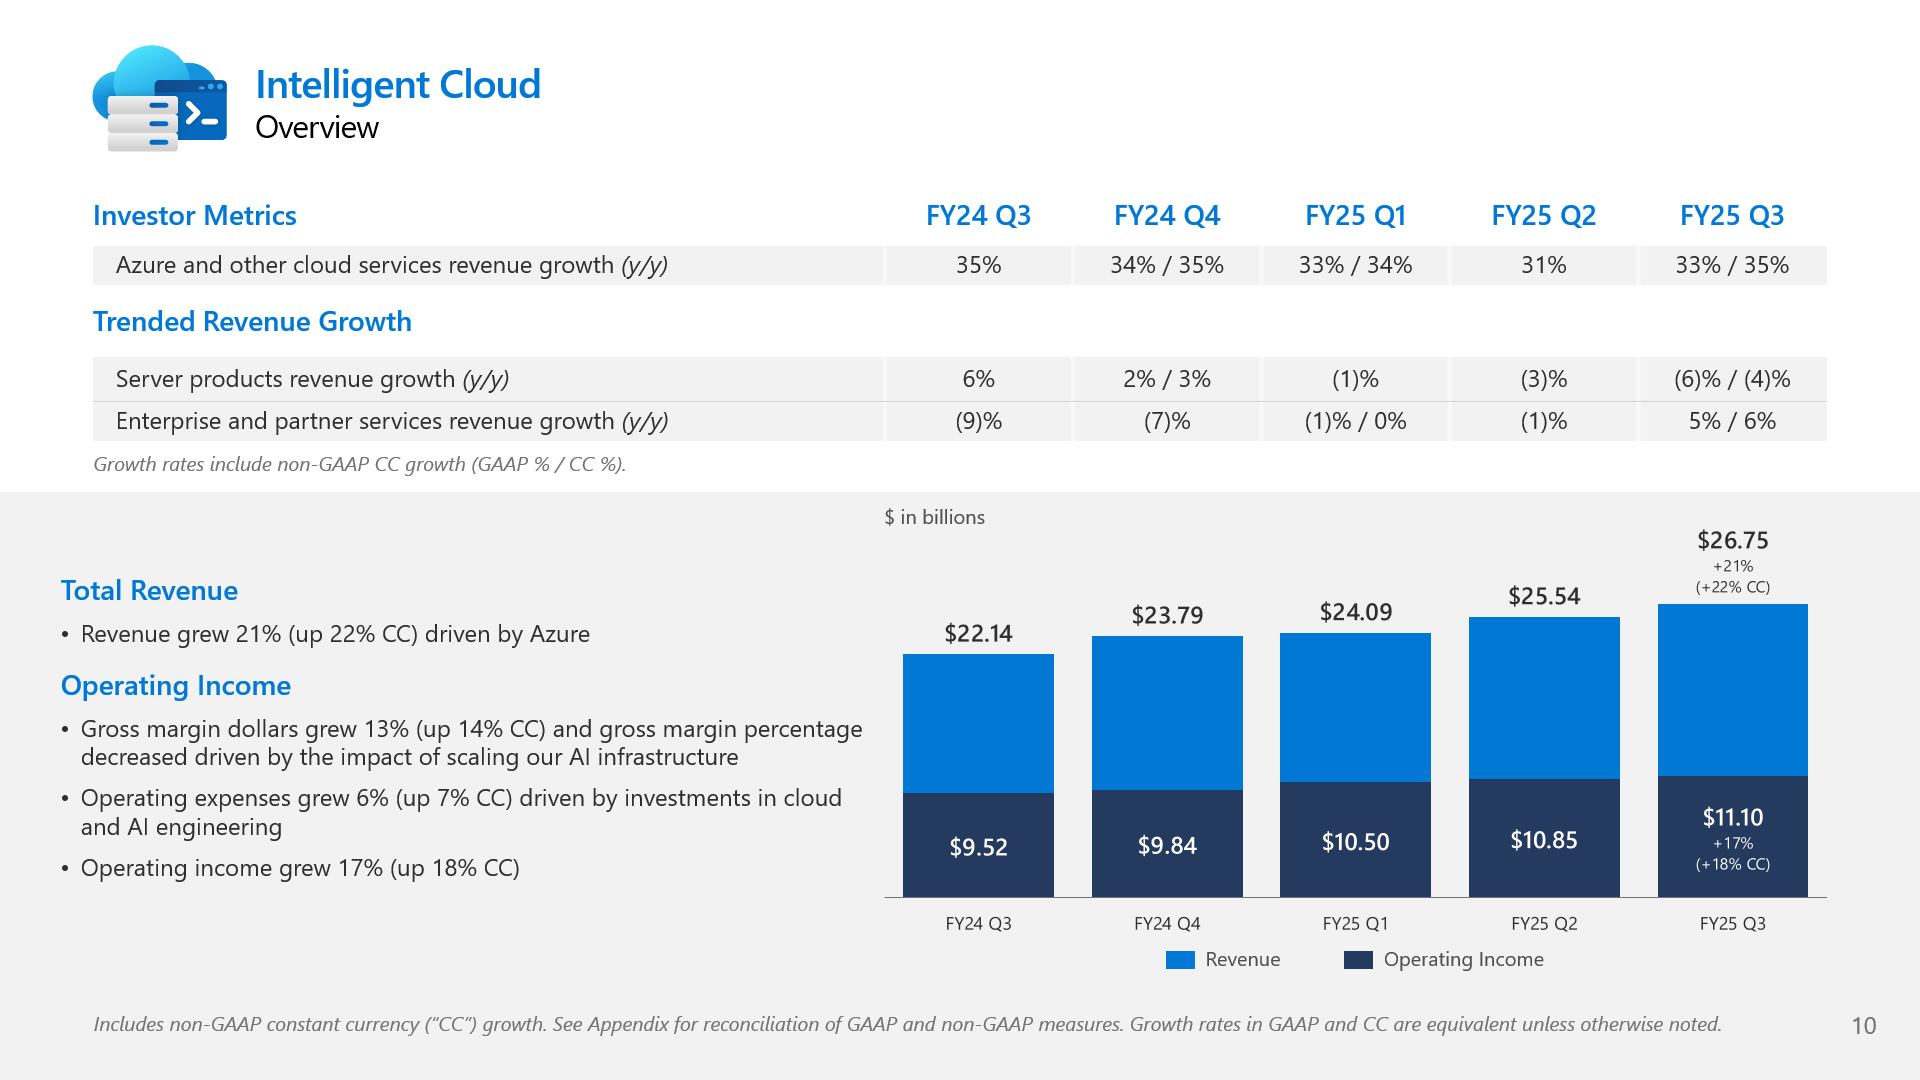 Intelligent Cloud
Overview
Investor Metrics FY24 Q3 FY24 Q4 FY25 Q1 FY25 Q2 FY25 Q3
Azure and other cloud services revenue growth (y/y) 35% 34% / 35% 33% / 34% 31% 33% / 35%
Trended Revenue Growth
Server products revenue growth (y/y) 6% 2% / 3% (1)% (3)% (6)% / (4)%
Enterprise and partner services revenue growth (y/y) (9)% (7)% (1)% / 0% (1)% 5% / 6%
Growth rates include non-GAAP CC growth (GAAP % / CC %).
Total Revenue
• Revenue grew 21% (up 22% CC) driven by Azure
Operating Income
• Gross margin dollars grew 13% (up 14% CC) and gross margin percentage
decreased driven by the impact of scaling our AI infrastructure
• Operating expenses grew 6% (up 7% CC) driven by investments in cloud
and AI engineering
• Operating income grew 17% (up 18% CC)
$ in billions
$22.14
$23.79
$24.09
$25.54
$26.75
+21%
(+22% CC)
$9.52
$9.84
$10.50
$10.85
$11.10
+17%
(+18% CC)
FY24 Q3 FY24 Q4 FY25 Q1 FY25 Q2 FY25 Q3
Revenue Operating Income
Includes non-GAAP constant currency ("CC") growth. See Appendix for reconciliation of GAAP and non-GAAP measures. Growth rates in GAAP and CC are equivalent unless otherwise noted.
10